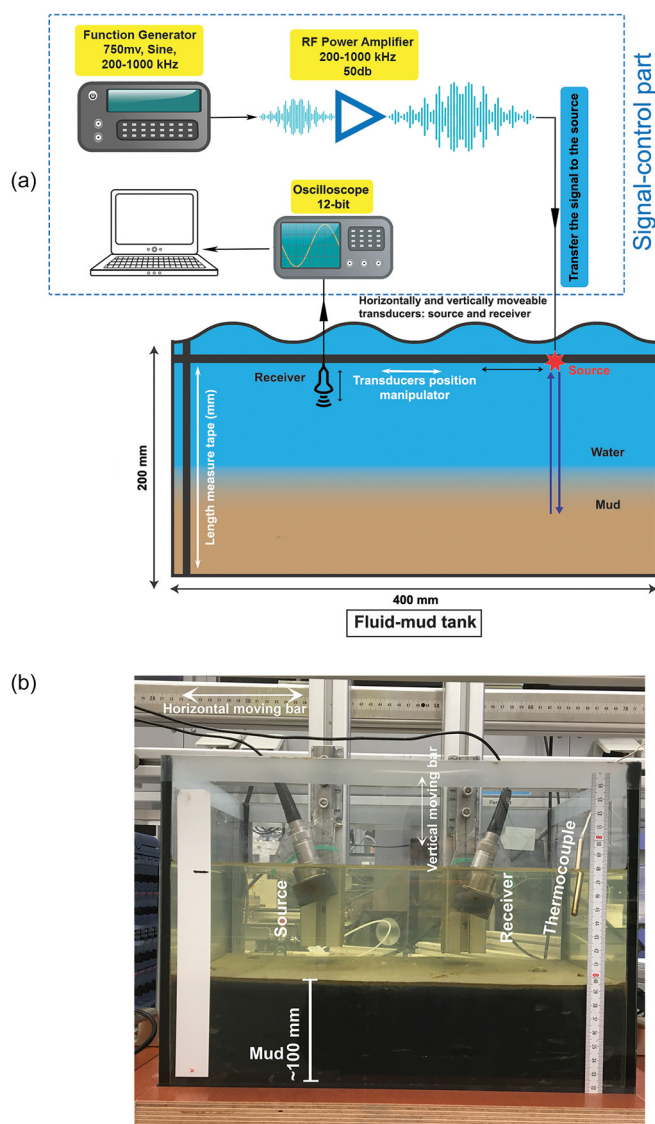 (a)
Function Generator
750mv, Sine,
200-1000 kHz
RF Power Amplifier
200-1000 kHz
50db
Signal-control part
Transfer the signal to the source
Oscilloscope
12-bit
Horizontally and vertically moveable
transducers: source and receiver
Receiver
Transducers position
manipulator
Source
200 mm
Length measure tape (mm)
Water
Mud
400 mm
Fluid-mud tank
(b)
Horizontal moving bar
Vertical moving bar
Source
Receiver
Thermocouple
Mud
~100 mm